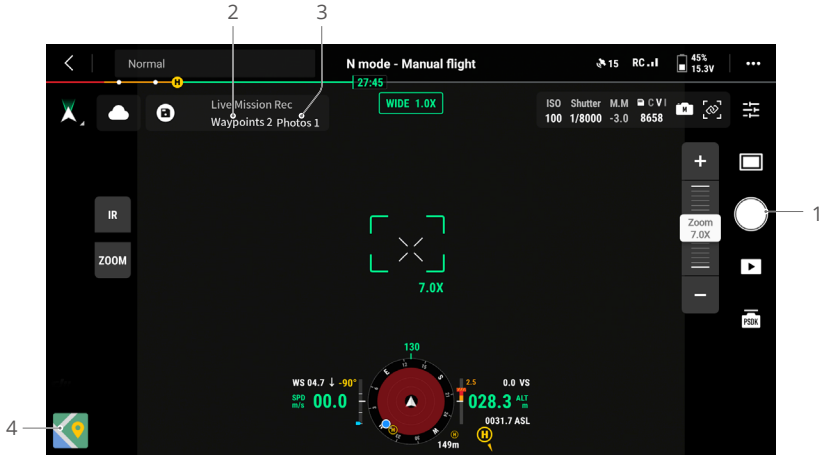 2
3
Normal
N mode - Manual flight
15
RC
45%
15.3V
H
27:45
Live Mission Rec
Waypoints 2 Photos 1
WIDE 1.0X
ISO Shutter M.M C V I
100 1/8000 -3.0 8658
M
IR
ZOOM
Zoom
7.0X
1
7.0X
PSDK
130
WS 04.7 ↓ -90°
2.5 0.0 VS
SPD
m/s 00.0
028.3 ALT
m
0031.7 ASL
E
S
W
H
149m
H
4